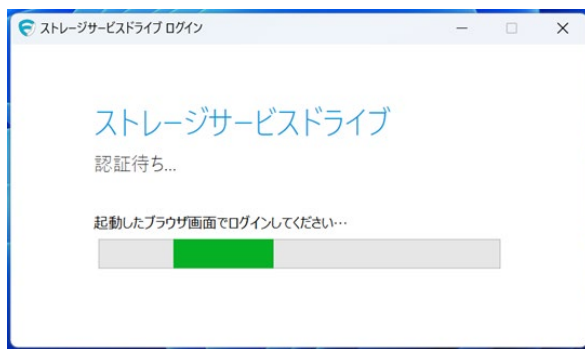 ストレージサービスドライブ ログイン
ストレージサービスドライブ
認証待ち...
起動したブラウザ画面でログインしてください…